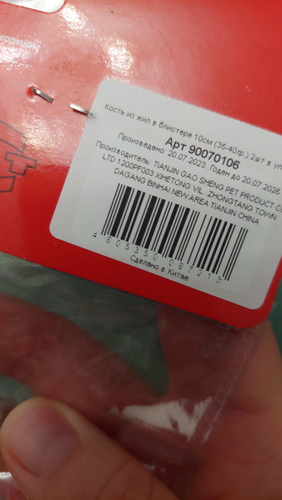 Кость из жил в блистере 10см (35-40гр.) 2шт в уп
Арт 90070106
Произведено: 20.07.2023. Годен до 20.07.2026
Производитель: TIANJIN GAO SHENG PET PRODUCT CO
LTD 1200PF003 XIHETONG VIL. ZHONGTANG TOWN
DAGANG BINHAI NEW AREA TIANJIN CHINA
Сделано в Китае